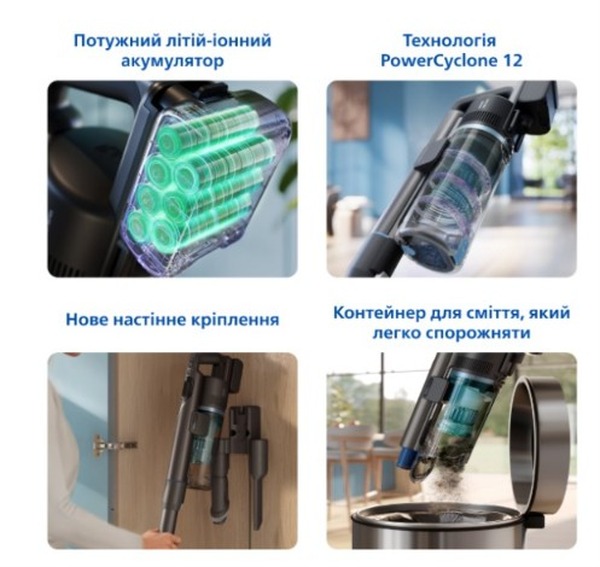 Потужний літій-іонний
акумулятор
Технологія
PowerCyclone 12
Нове настінне кріплення
Контейнер для сміття, який
легко спорожняти